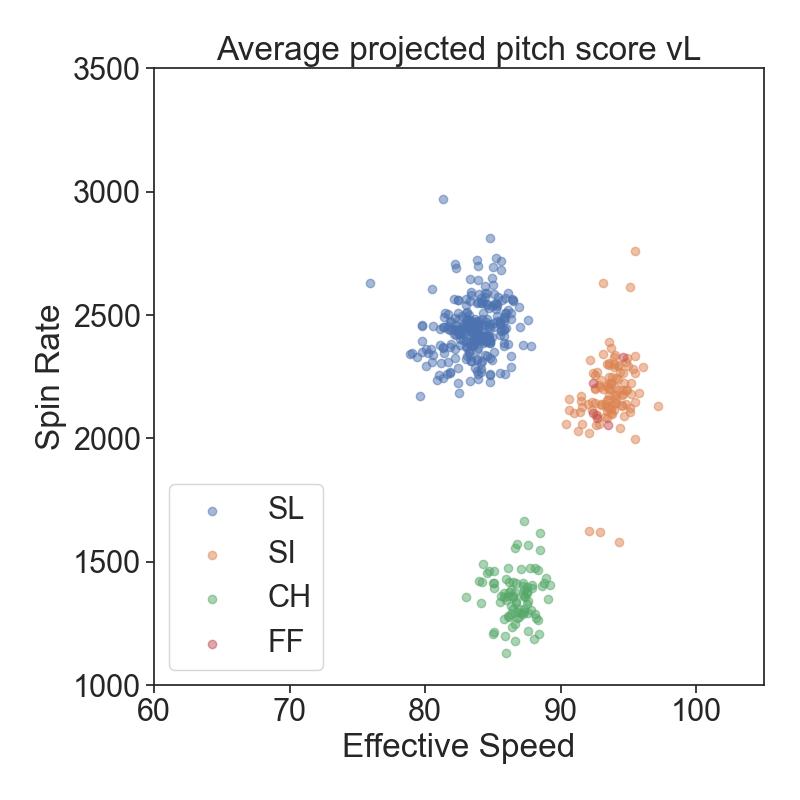 Average projected pitch score vL
3500
3000
2500
2000
1500
1000
Spin Rate
SL
SI
CH
FF
60 70 80 90 100
Effective Speed